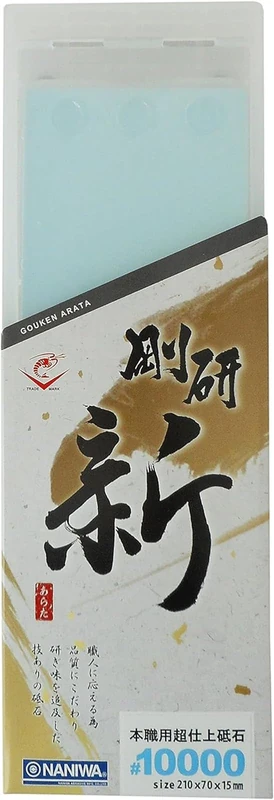 GOUKEN ARATA
TRADE MARK
剛研
新
あらた
職人に応える為
品質にこだわり
研ぎ味を追及した
技ありの砥石
本職用超仕上砥石
#10000
size 210×70×15mm
NANIWA